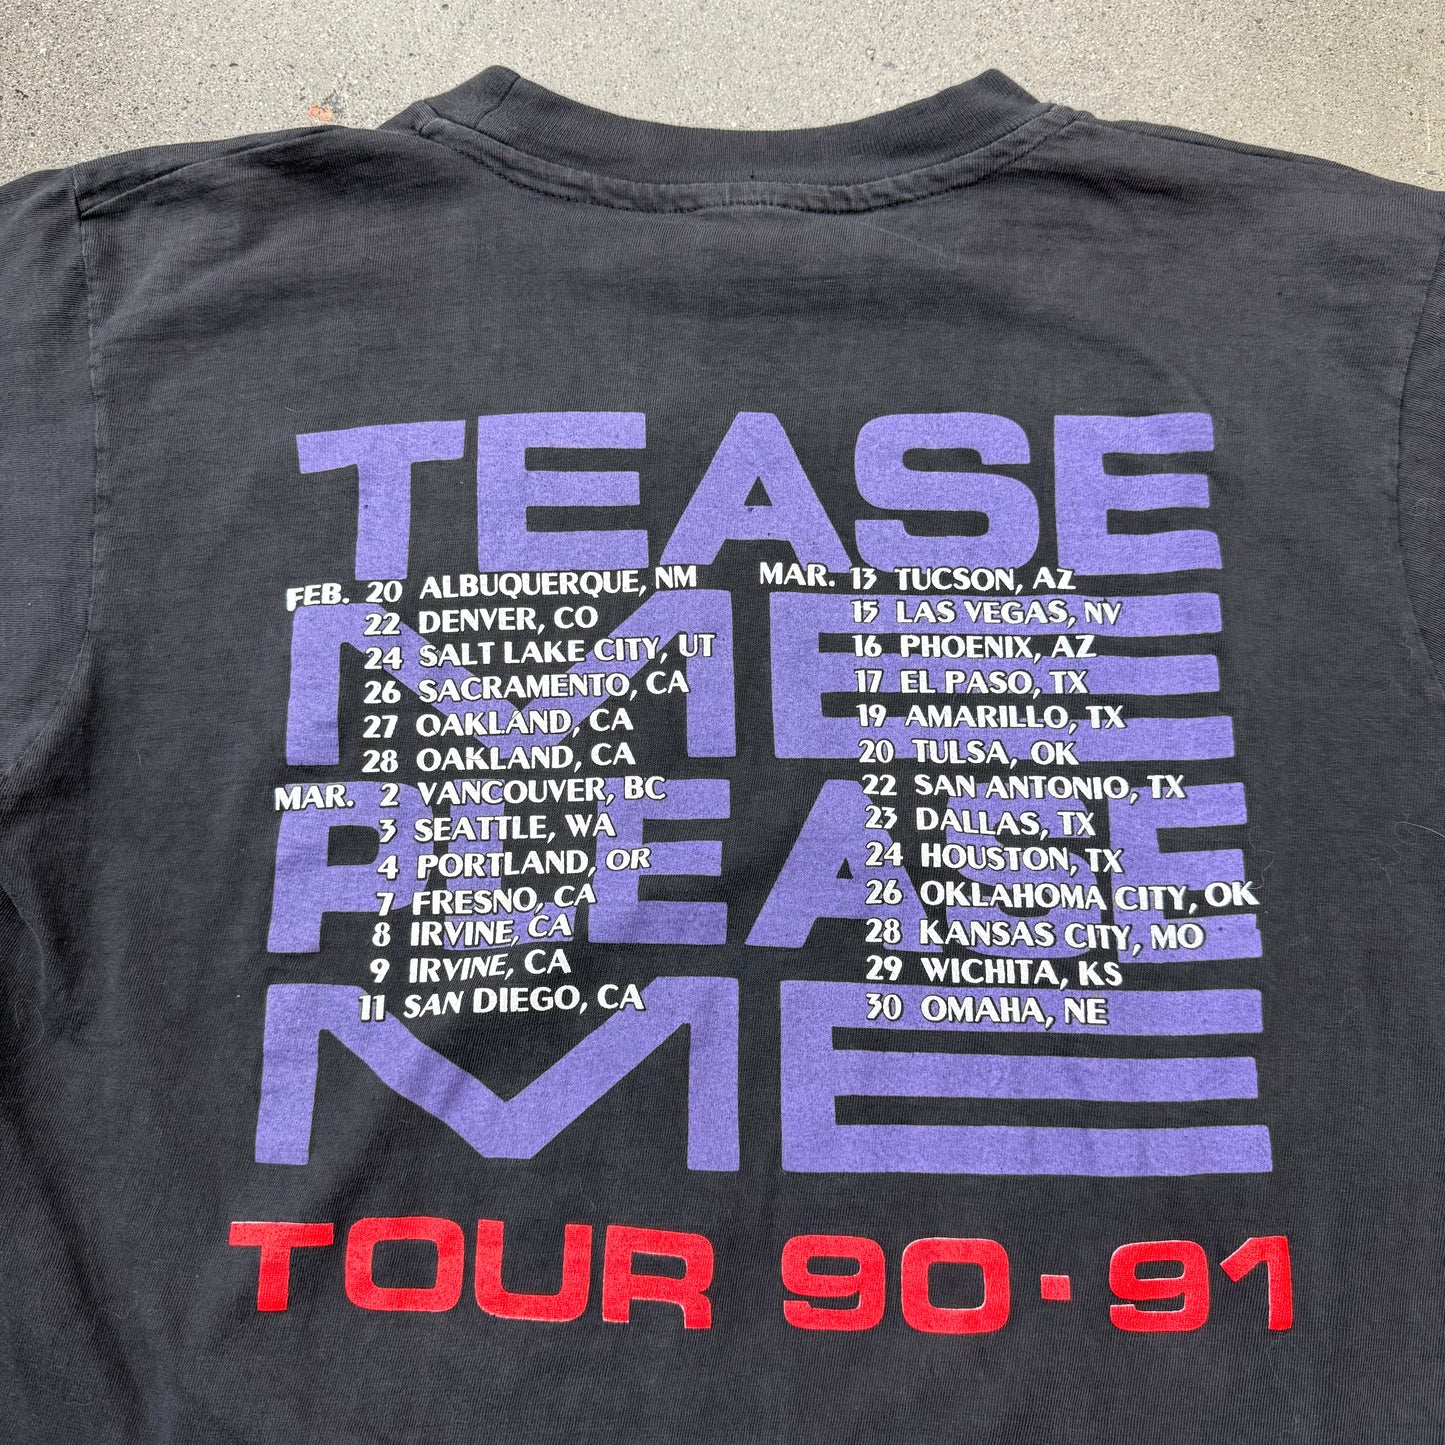 TEASE
ME
PLEASE
ME
FEB. 20 ALBUQUERQUE, NM
22 DENVER, CO
24 SALT LAKE CITY, UT
26 SACRAMENTO, CA
27 OAKLAND, CA
28 OAKLAND, CA
MAR. 2 VANCOUVER, BC
3 SEATTLE, WA
4 PORTLAND, OR
7 FRESNO, CA
8 IRVINE, CA
9 IRVINE, CA
11 SAN DIEGO, CA
MAR. 13 TUCSON, AZ
15 LAS VEGAS, NV
16 PHOENIX, AZ
17 EL PASO, TX
19 AMARILLO, TX
20 TULSA, OK
22 SAN ANTONIO, TX
23 DALLAS, TX
24 HOUSTON, TX
26 OKLAHOMA CITY, OK
28 KANSAS CITY, MO
29 WICHITA, KS
30 OMAHA, NE
TOUR 90·91